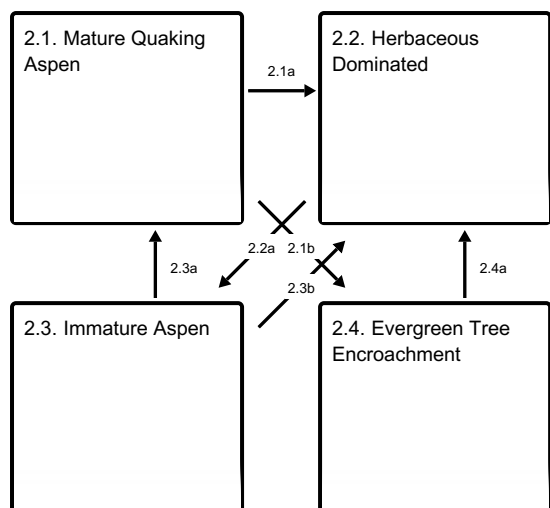 2.1. Mature Quaking
Aspen
2.1a
2.2. Herbaceous
Dominated
2.2a
2.1b
2.3a
2.3b
2.4a
2.3. Immature Aspen
2.4. Evergreen Tree
Encroachment